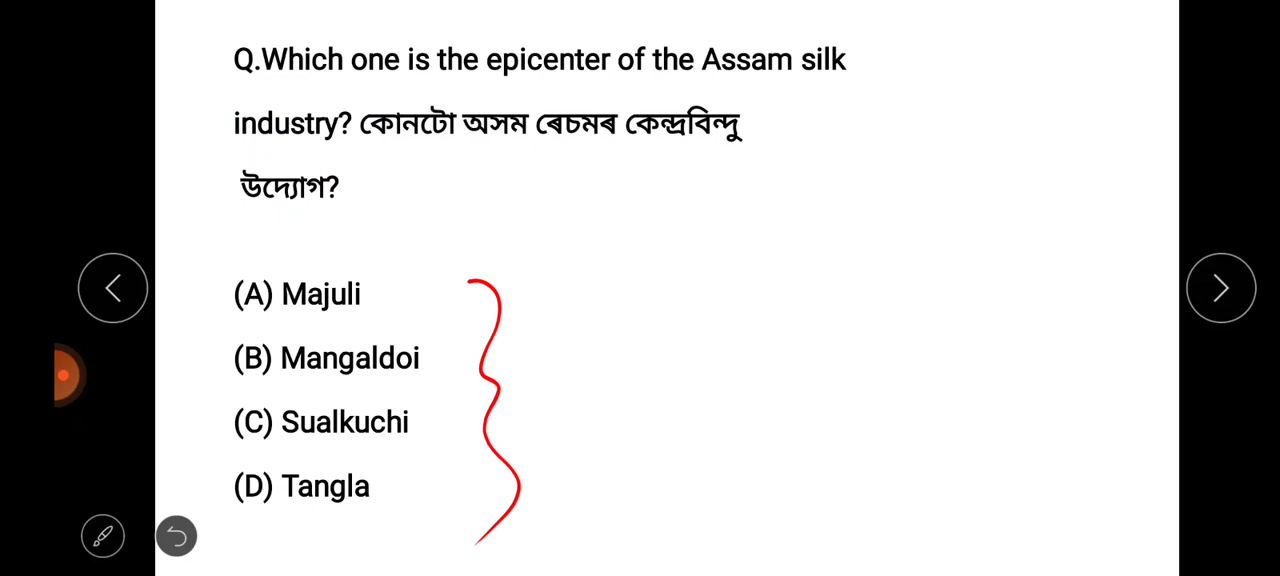 Q.Which one is the epicenter of the Assam silk
industry? কোনটো অসম ৰেচমৰ কেন্দ্ৰবিন্দু
উদ্যোগ?
(A) Majuli
(B) Mangaldoi
(C) Sualkuchi
(D) Tangla